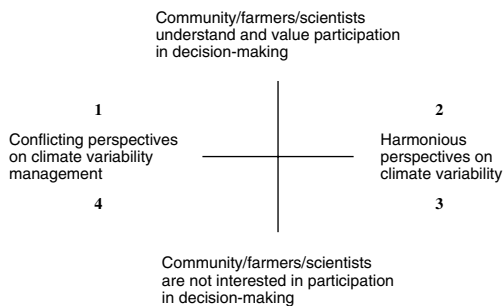 Community/farmers/scientists
understand and value participation
in decision-making
1
2
Conflicting perspectives
on climate variability
management
Harmonious
perspectives on
climate variability
4
3
Community/farmers/scientists
are not interested in participation
in decision-making